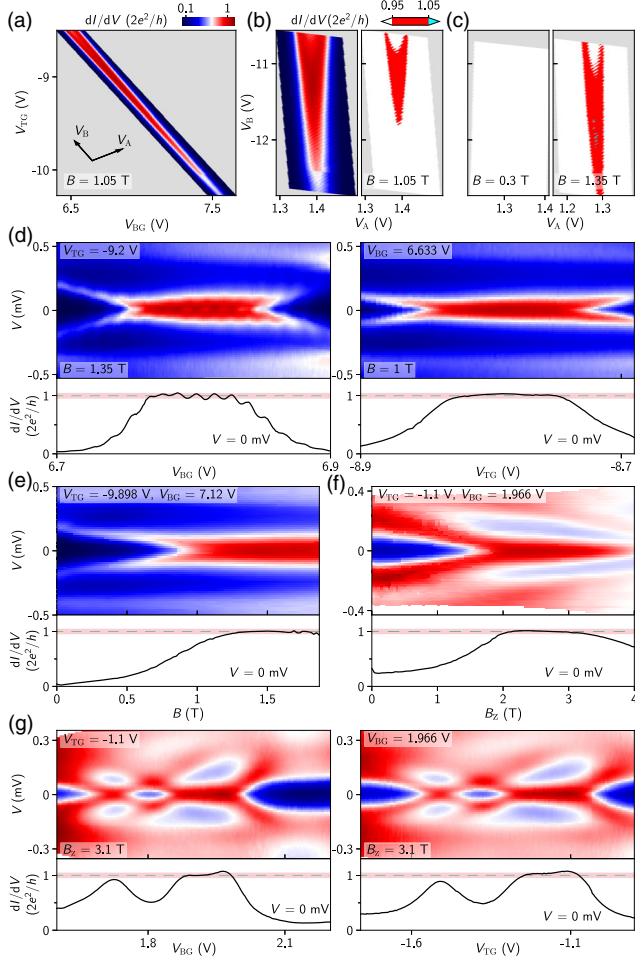 (a) dI/dV (2e²/h) 0.1 1
V_TG (V)
-9
-10
V_B V_A
B = 1.05 T
6.5 7.5
V_BG (V)
(b) dI/dV (2e²/h) 0.95 1.05
V_B (V)
-11
-12
B = 1.05 T
1.3 1.4 1.3 1.4
V_A (V)
(c)
B = 0.3 T B = 1.35 T
1.3 1.4 1.2 1.3
V_A (V)
(d)
V (mV)
0.5
0
-0.5
V_TG = -9.2 V
B = 1.35 T
V_BG = 6.633 V
B = 1 T
dI/dV
(2e²/h)
1
0
V = 0 mV V = 0 mV
6.7 6.9 -8.9 -8.7
V_BG (V) V_TG (V)
(e)
V (mV)
0.5
0
-0.5
V_TG = -9.898 V, V_BG = 7.12 V
dI/dV
(2e²/h)
1
0
V = 0 mV
0 0.5 1.0 1.5
B (T)
(f)
V (mV)
0.4
0
-0.4
V_TG = -1.1 V, V_BG = 1.966 V
1
0
V = 0 mV
0 1 2 3 4
B_Z (T)
(g)
V (mV)
0.3
0
-0.3
V_TG = -1.1 V
B_Z = 3.1 T
V_BG = 1.966 V
B_Z = 3.1 T
dI/dV
(2e²/h)
1
0
V = 0 mV V = 0 mV
1.8 2.1 -1.6 -1.1
V_BG (V) V_TG (V)